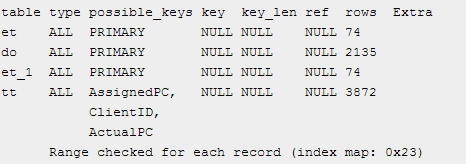 table type possible_keys key key_len ref rows Extra
et ALL PRIMARY NULL NULL NULL 74
do ALL PRIMARY NULL NULL NULL 2135
et_1 ALL PRIMARY NULL NULL NULL 74
tt ALL AssignedPC, NULL NULL NULL 3872
ClientID,
ActualPC
Range checked for each record (index map: 0x23)